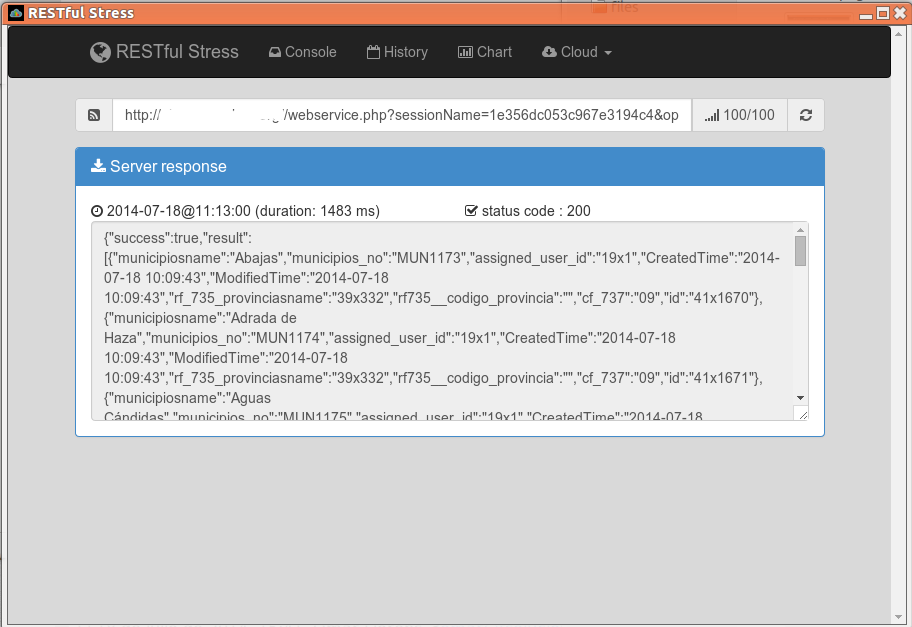 RESTful Stress
RESTful Stress Console History Chart Cloud
http:// /webservice.php?sessionName=1e356dc053c967e3194c4&op 100/100
Server response
2014-07-18@11:13:00 (duration: 1483 ms) status code : 200
{"success":true,"result":
[{"municipiosname":"Abajas","municipios_no":"MUN1173","assigned_user_id":"19x1","CreatedTime":"2014-
07-18 10:09:43","ModifiedTime":"2014-07-18
10:09:43","rf_735_provinciasname":"39x332","rf735__codigo_provincia":"","cf_737":"09","id":"41x1670"},
{"municipiosname":"Adrada de
Haza","municipios_no":"MUN1174","assigned_user_id":"19x1","CreatedTime":"2014-07-18
10:09:43","ModifiedTime":"2014-07-18
10:09:43","rf_735_provinciasname":"39x332","rf735__codigo_provincia":"","cf_737":"09","id":"41x1671"},
{"municipiosname":"Aguas
Cándidas","municipios_no":"MUN1175","assigned_user_id":"19x1","CreatedTime":"2014-07-18